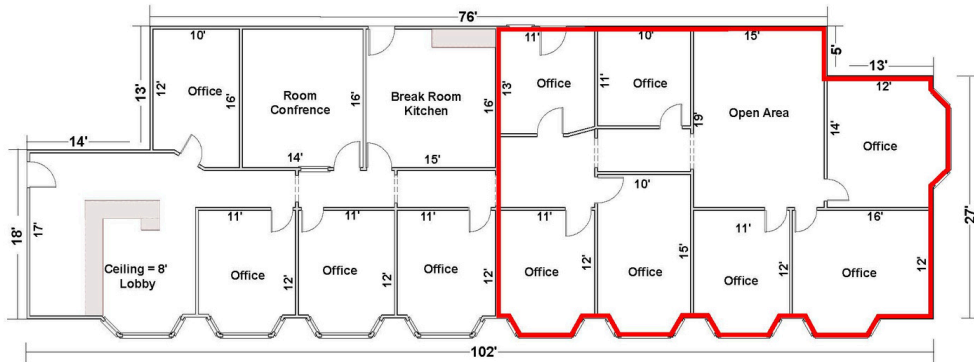 76'
11'
10'
15'
5'
10'
13'
12'
13'
12'
Office
16'
Room
Confrence
16'
Break Room
Kitchen
16'
13'
Office
11'
Office
19'
Open Area
14'
Office
14'
14'
15'
10'
16'
18'
17'
Ceiling = 8'
Lobby
11'
Office
12'
11'
Office
12'
11'
Office
12'
11'
Office
12'
Office
15'
11'
Office
12'
Office
12'
27'
102'